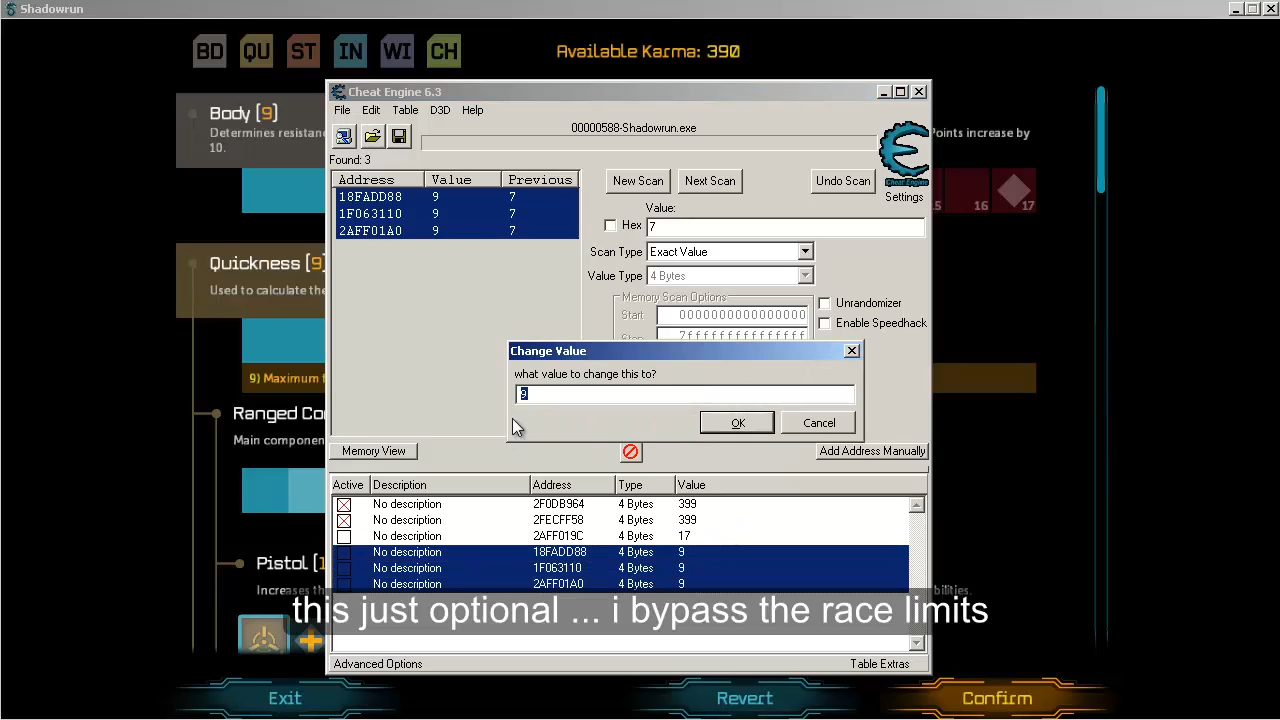 Shadowrun
BD QU ST IN WI CH
Available Karma: 390
Body [9]
Determines resistan
10.
Points increase by
16
17
Quickness [9]
Used to calculate the
9) Maximum
Ranged Co
Main componen
Pistol [1
Increases th
bilities.
Cheat Engine 6.3
File Edit Table D3D Help
00000588-Shadowrun.exe
Found: 3
Address Value Previous
18FADD88 9 7
1F063110 9 7
2AFF01A0 9 7
New Scan Next Scan Undo Scan
Cheat Engine
Settings
Value:
Hex 7
Scan Type Exact Value
Value Type 4 Bytes
Memory Scan Options
Start 0000000000000000
7fffffffffffffff
Unrandomizer
Enable Speedhack
Change Value
what value to change this to?
9
OK Cancel
Memory View
Add Address Manually
Active Description Address Type Value
No description 2F0DB964 4 Bytes 399
No description 2FECFF58 4 Bytes 399
No description 2AFF019C 4 Bytes 17
No description 18FADD88 4 Bytes 9
No description 1F063110 4 Bytes 9
No description 2AFF01A0 4 Bytes 9
this just optional ... i bypass the race limits
Advanced Options Table Extras
Exit Revert Confirm